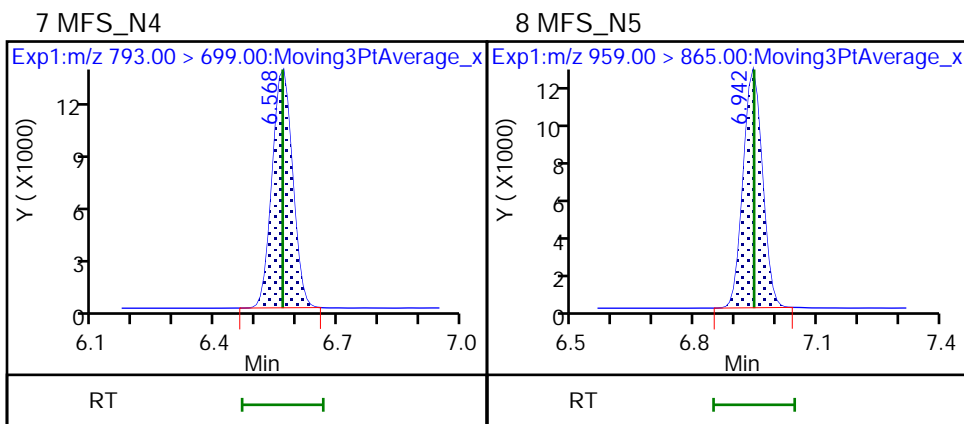 7 MFS_N4
Exp1:m/z 793.00 > 699.00:Moving3PtAverage_x
6.568
Y ( X1000)
12
9
6
3
0
6.1 6.4 6.7 7.0
Min
RT
8 MFS_N5
Exp1:m/z 959.00 > 865.00:Moving3PtAverage_x
6.942
Y ( X1000)
12
10
8
6
4
2
0
6.5 6.8 7.1 7.4
Min
RT